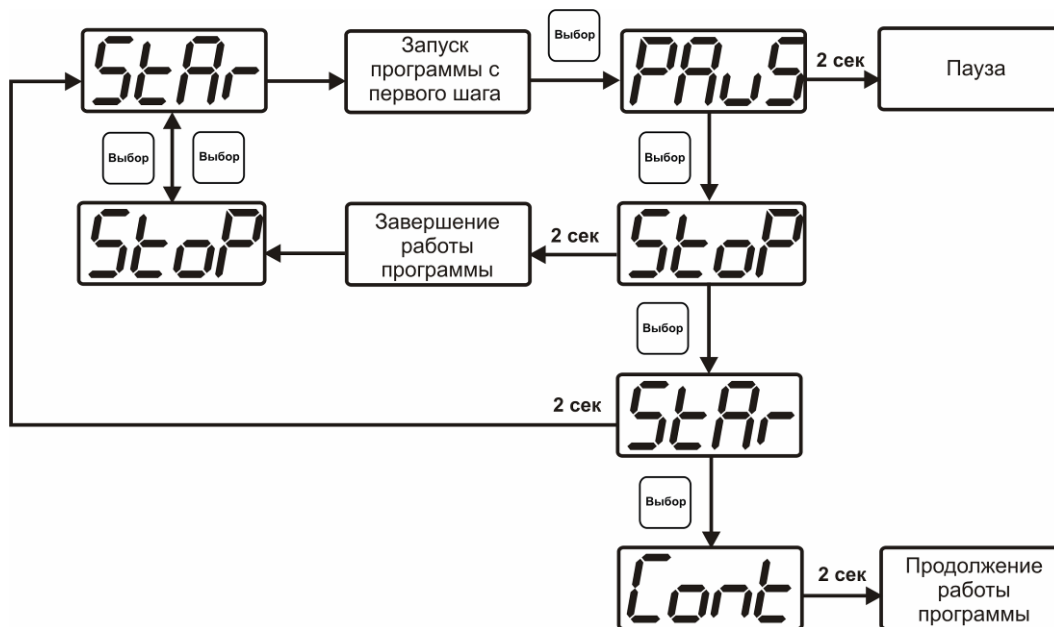 StAr
Запуск
программы с
первого шага
Выбор
PAuS
2 сек
Пауза
Выбор
Выбор
Выбор
StoP
Завершение
работы
программы
2 сек
StoP
Выбор
2 сек
StAr
Выбор
Cont
2 сек
Продолжение
работы
программы